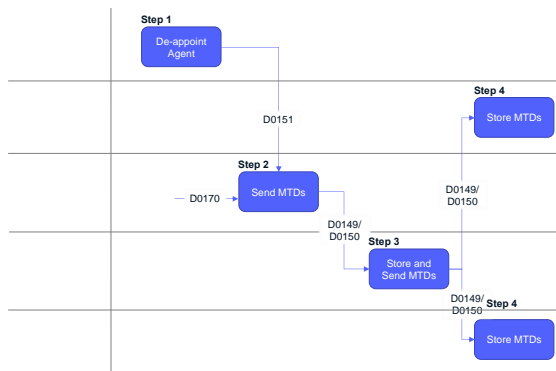 Step 1
De-appoint
Agent
Step 4
Store MTDs
D0151
Step 2
Send MTDs
D0170
D0149/
D0150
D0149/
D0150
Step 3
Store and
Send MTDs
D0149/
D0150
Step 4
Store MTDs